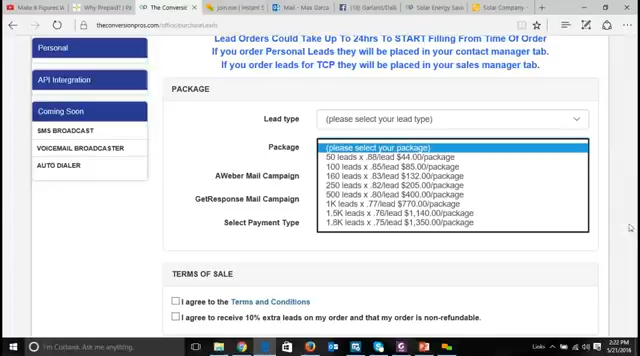 Make 6 Figures W
Why Prepaid? | Pi
The Conversion
join.exe | Instant S
Mail - Max Garca
Garland/Dalla
Solar Energy Savi
Solar Company
theconversionpros.com/office/purchaseleads
Lead Orders Could Take Up To 24hrs To START Filling From Time Of Order
If you order Personal Leads they will be placed in your contact manager tab.
If you order leads for TCP they will be placed in your sales manager tab.
Personal
API Intergration
Coming Soon
SMS BROADCAST
VOICEMAIL BROADCASTER
AUTO DIALER
PACKAGE
Lead type
(please select your lead type)
Package
(please select your package)
50 leads x .88/lead $44.00/package
100 leads x .85/lead $85.00/package
160 leads x .83/lead $132.00/package
250 leads x .82/lead $205.00/package
500 leads x .80/lead $400.00/package
1K leads x .77/lead $770.00/package
1.5K leads x .76/lead $1,140.00/package
1.8K leads x .75/lead $1,350.00/package
AWeber Mail Campaign
GetResponse Mail Campaign
Select Payment Type
TERMS OF SALE
I agree to the Terms and Conditions
I agree to receive 10% extra leads on my order and that my order is non-refundable.
I'm Cortana. Ask me anything.
Links
2:22 PM
5/21/2016